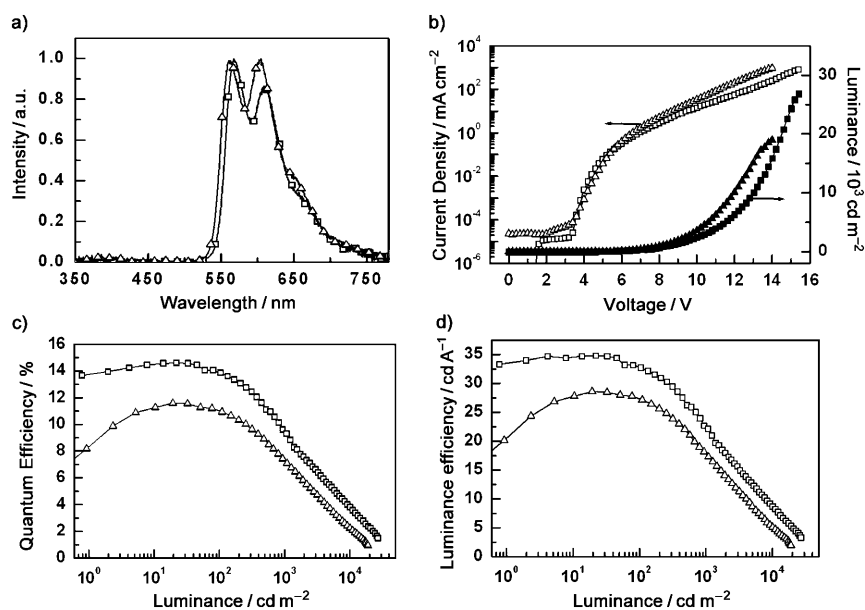 a)
1.0
0.8
0.6
0.4
0.2
0.0
Intensity / a.u.
350 450 550 650 750
Wavelength / nm
b)
10⁴
10²
10⁰
10⁻²
10⁻⁴
10⁻⁶
Current Density / mA cm⁻²
30
20
10
0
Luminance / 10³ cd m⁻²
0 2 4 6 8 10 12 14 16
Voltage / V
c)
16
14
12
10
8
6
4
2
0
Quantum Efficiency / %
10⁰ 10¹ 10² 10³ 10⁴
Luminance / cd m⁻²
d)
35
30
25
20
15
10
5
0
Luminance efficiency / cd A⁻¹
10⁰ 10¹ 10² 10³ 10⁴
Luminance / cd m⁻²